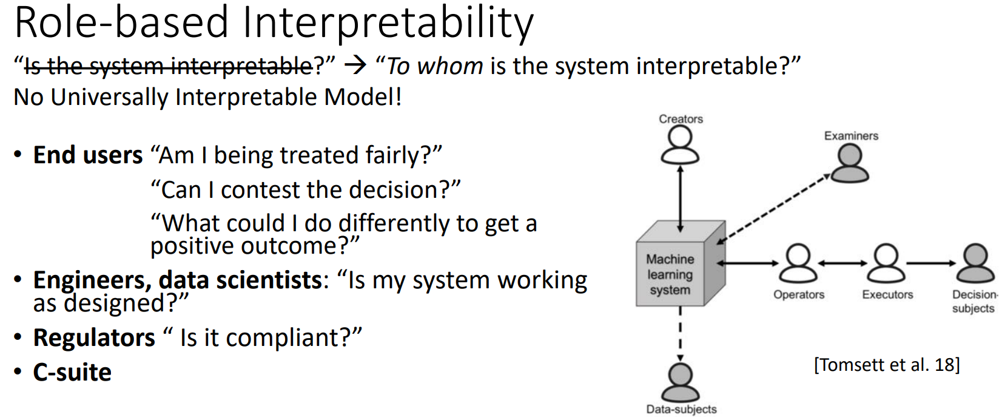 Role-based Interpretability
“Is the system interpretable?” → “To whom is the system interpretable?”
No Universally Interpretable Model!
• End users “Am I being treated fairly?”
“Can I contest the decision?”
“What could I do differently to get a
positive outcome?”
• Engineers, data scientists: “Is my system working
as designed?”
• Regulators “ Is it compliant?”
• C-suite
Creators
Examiners
Machine
learning
system
Operators
Executors
Decision-
subjects
[Tomsett et al. 18]
Data-subjects